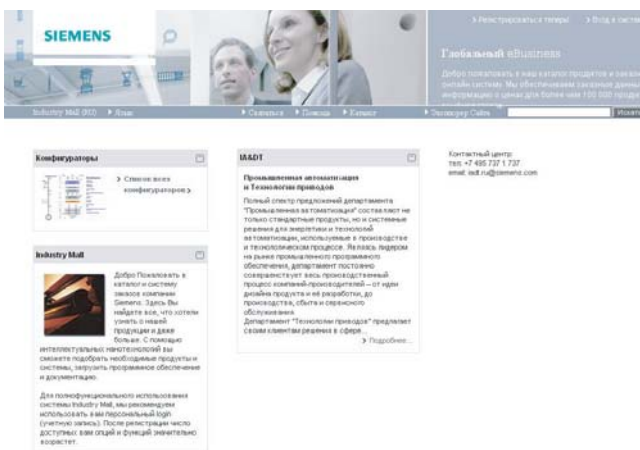 SIEMENS
Регистрироваться теперь!
Вход в систему
Глобальный eBusiness
Добро пожаловать в наш каталог продуктов и заказную
онлайн систему. Мы обеспечиваем заказные данные
информацию о ценах для более чем 100 000 продуктов
Industry Mall (RU)
Язык
Связаться
Помощь
Каталог
Искать
Конфигураторы
Список всех
конфигураторов
Industry Mall
Добро Пожаловать в
каталог и систему
заказов компании
Siemens. Здесь Вы
найдете все, что хотели
узнать о нашей
продукции и даже
больше. С помощью
интеллектуальных нанотехнологий вы
сможете подобрать необходимые продукты и
системы, загрузить программное обеспечение
и документацию.
Для полнофункционального использования
системы Industry Mall, мы рекомендуем
использовать вам персональный login
(учетную запись). После регистрации число
доступных вам опций и функций значительно
возрастет.
IA&DT
Промышленная автоматизация
и Технологии приводов
Полный спектр предложений департамента
"Промышленная автоматизация" составляют не
только стандартные продукты, но и системные
решения для энергетики и технологий
автоматизации, используемые в производстве
и технологическом процессе. Являясь лидером
на рынке промышленного программного
обеспечения, департамент постоянно
совершенствует весь производственный
процесс компаний-производителей – от идеи
дизайна продукта и её разработки, до
производства, сбыта и сервисного
обслуживания.
Департамент "Технологии приводов" предлагает
своим клиентам решения в сфере...
Подробнее...
Контактный центр:
тел. +7 495 737 1 737
email: iadt.ru@siemens.com